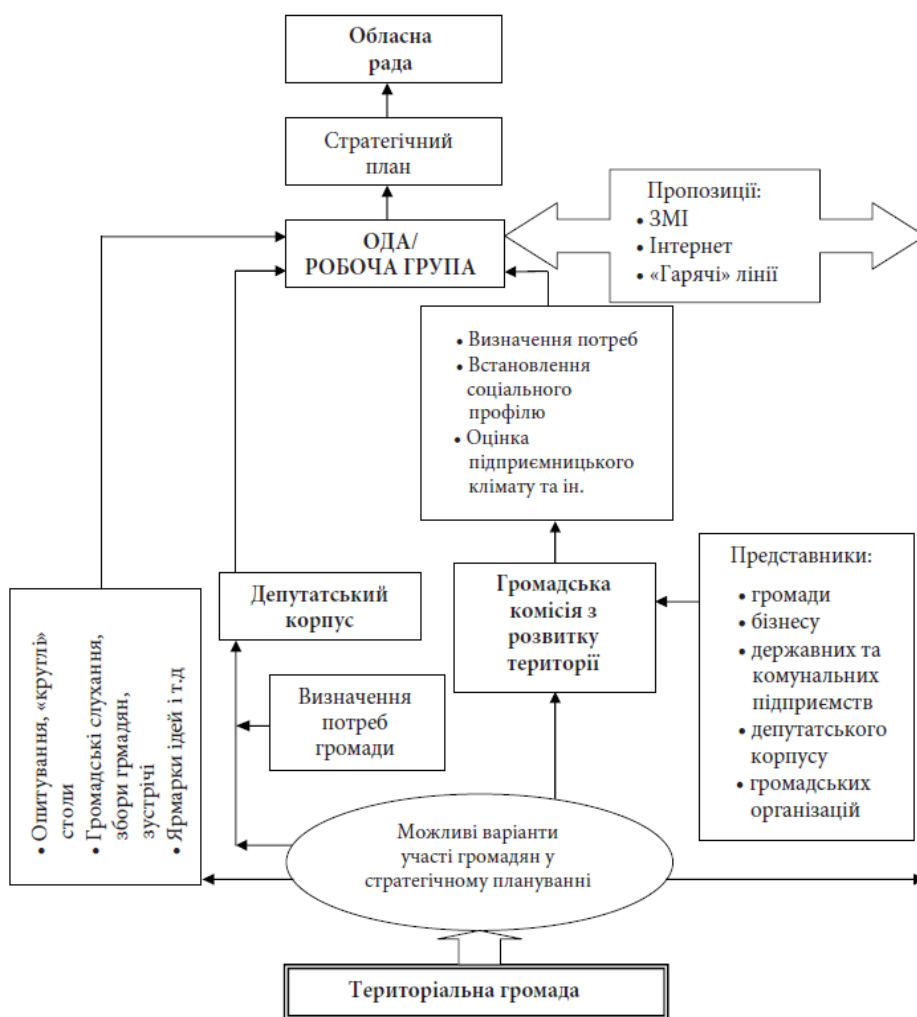 Обласна
рада
Стратегічний
план
Пропозиції:
• ЗМІ
• Інтернет
• «Гарячі» лінії
ОДА/
РОБОЧА ГРУПА
• Визначення потреб
• Встановлення
соціального
профілю
• Оцінка
підприємницького
клімату та ін.
Депутатський
корпус
Громадська
комісія з
розвитку
території
Представники:
• громади
• бізнесу
• державних та
комунальних
підприємств
• депутатського
корпусу
• громадських
організацій
• Опитування, «круглі»
столи
• Громадські слухання,
збори грмадян,
зустрічі
• Ярмарки ідей і т.д
Визначення
потреб
громади
Можливі варіанти
участі громадян у
стратегічному плануванні
Територіальна громада